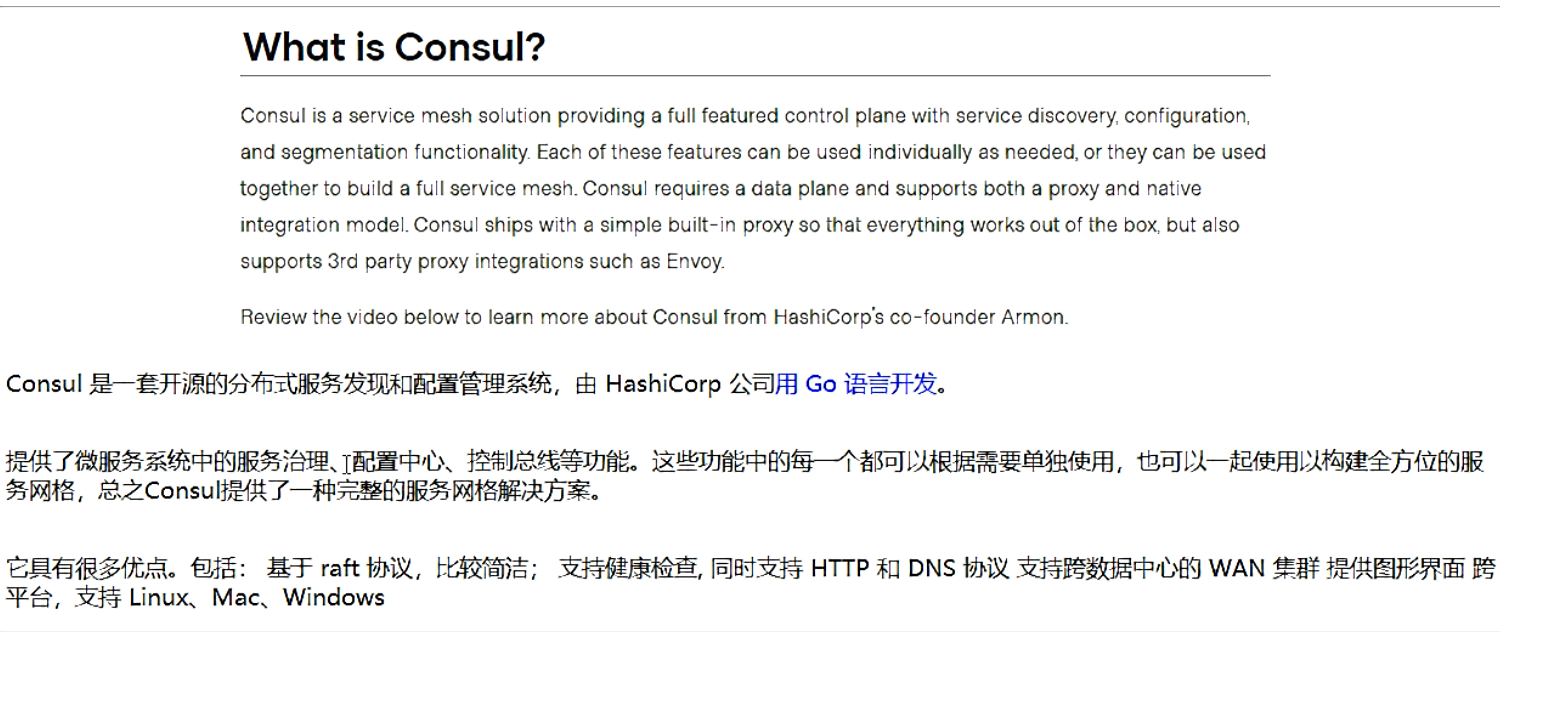 What is Consul?
Consul is a service mesh solution providing a full featured control plane with service discovery, configuration,
and segmentation functionality. Each of these features can be used individually as needed, or they can be used
together to build a full service mesh. Consul requires a data plane and supports both a proxy and native
integration model. Consul ships with a simple built-in proxy so that everything works out of the box, but also
supports 3rd party proxy integrations such as Envoy.
Review the video below to learn more about Consul from HashiCorp's co-founder Armon.
Consul 是一套开源的分布式服务发现和配置管理系统，由 HashiCorp 公司用 Go 语言开发。
提供了微服务系统中的服务治理、配置中心、控制总线等功能。这些功能中的每一个都可以根据需要单独使用，也可以一起使用以构建全方位的服
务网格，总之Consul提供了一种完整的服务网格解决方案。
它具有很多优点。包括： 基于 raft 协议，比较简洁； 支持健康检查, 同时支持 HTTP 和 DNS 协议 支持跨数据中心的 WAN 集群 提供图形界面 跨
平台，支持 Linux、Mac、Windows